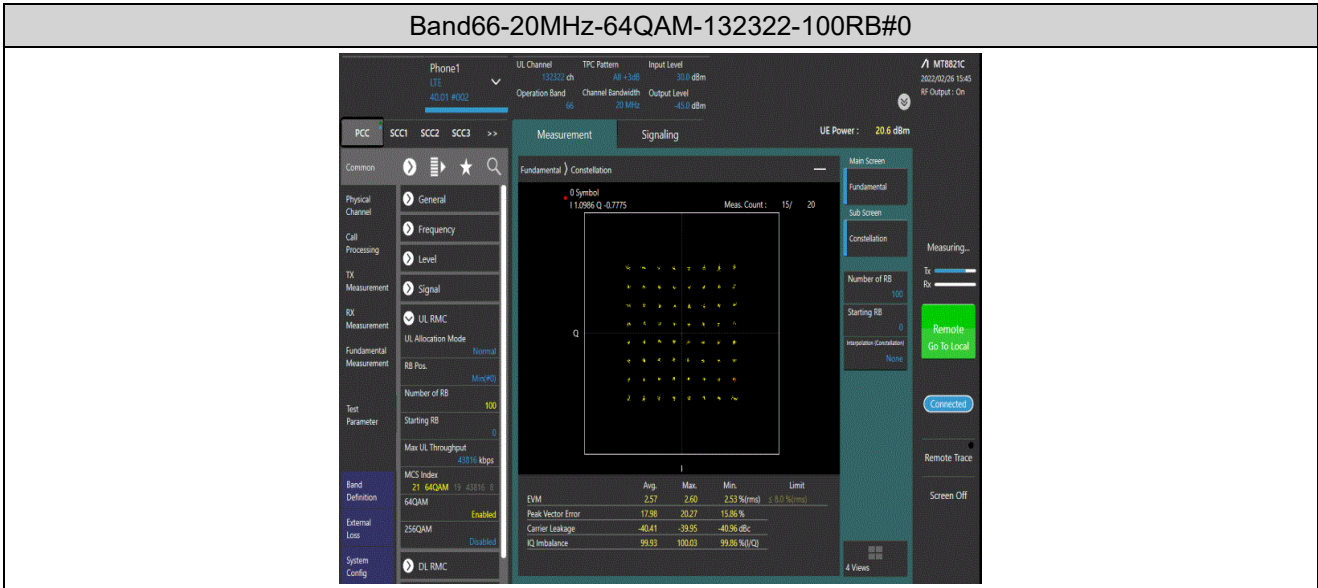 Band66-20MHz-64QAM-132322-100RB#0
Phone1
LTE
40.01 #002
UL Channel
132322 ch
TPC Pattern
All +3dB
Input Level
30.0 dBm
Operation Band
66
Channel Bandwidth
20 MHz
Output Level
-45.0 dBm
MT8821C
2022/02/26 15:45
RF Output : On
PCC SCC1 SCC2 SCC3 >>
Measurement
Signaling
UE Power : 20.6 dBm
Common
Physical
Channel
Call
Processing
TX
Measurement
RX
Measurement
Fundamental
Measurement
Test
Parameter
Band
Definition
External
Loss
System
Config
General
Frequency
Level
Signal
UL RMC
UL Allocation Mode
Normal
RB Pos.
Min(#0)
Number of RB
100
Starting RB
0
Max UL Throughput
43816 kbps
MCS Index
21 64QAM 19 43816 6
64QAM
Enabled
256QAM
Disabled
DL RMC
Fundamental ⟩ Constellation
0 Symbol
I 1.0986 Q -0.7775
Meas. Count : 15/ 20
Q
I
Avg. Max. Min. Limit
EVM 2.57 2.60 2.53 %(rms) ≤ 8.0 %(rms)
Peak Vector Error 17.98 20.27 15.86 %
Carrier Leakage -40.41 -39.95 -40.96 dBc
IQ Imbalance 99.93 100.03 99.86 %(I/Q)
Main Screen
Fundamental
Sub Screen
Constellation
Number of RB
100
Starting RB
0
Interpolation (Constellation)
None
4 Views
Measuring...
Tx
Rx
Remote
Go To Local
Connected
Remote Trace
Screen Off